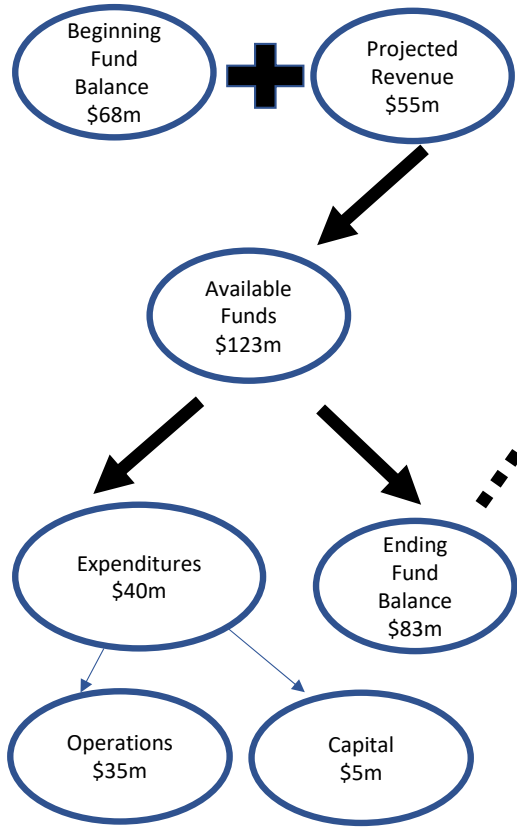 Beginning
Fund
Balance
$68m
Projected
Revenue
$55m
Available
Funds
$123m
Expenditures
$40m
Ending
Fund
Balance
$83m
Operations
$35m
Capital
$5m